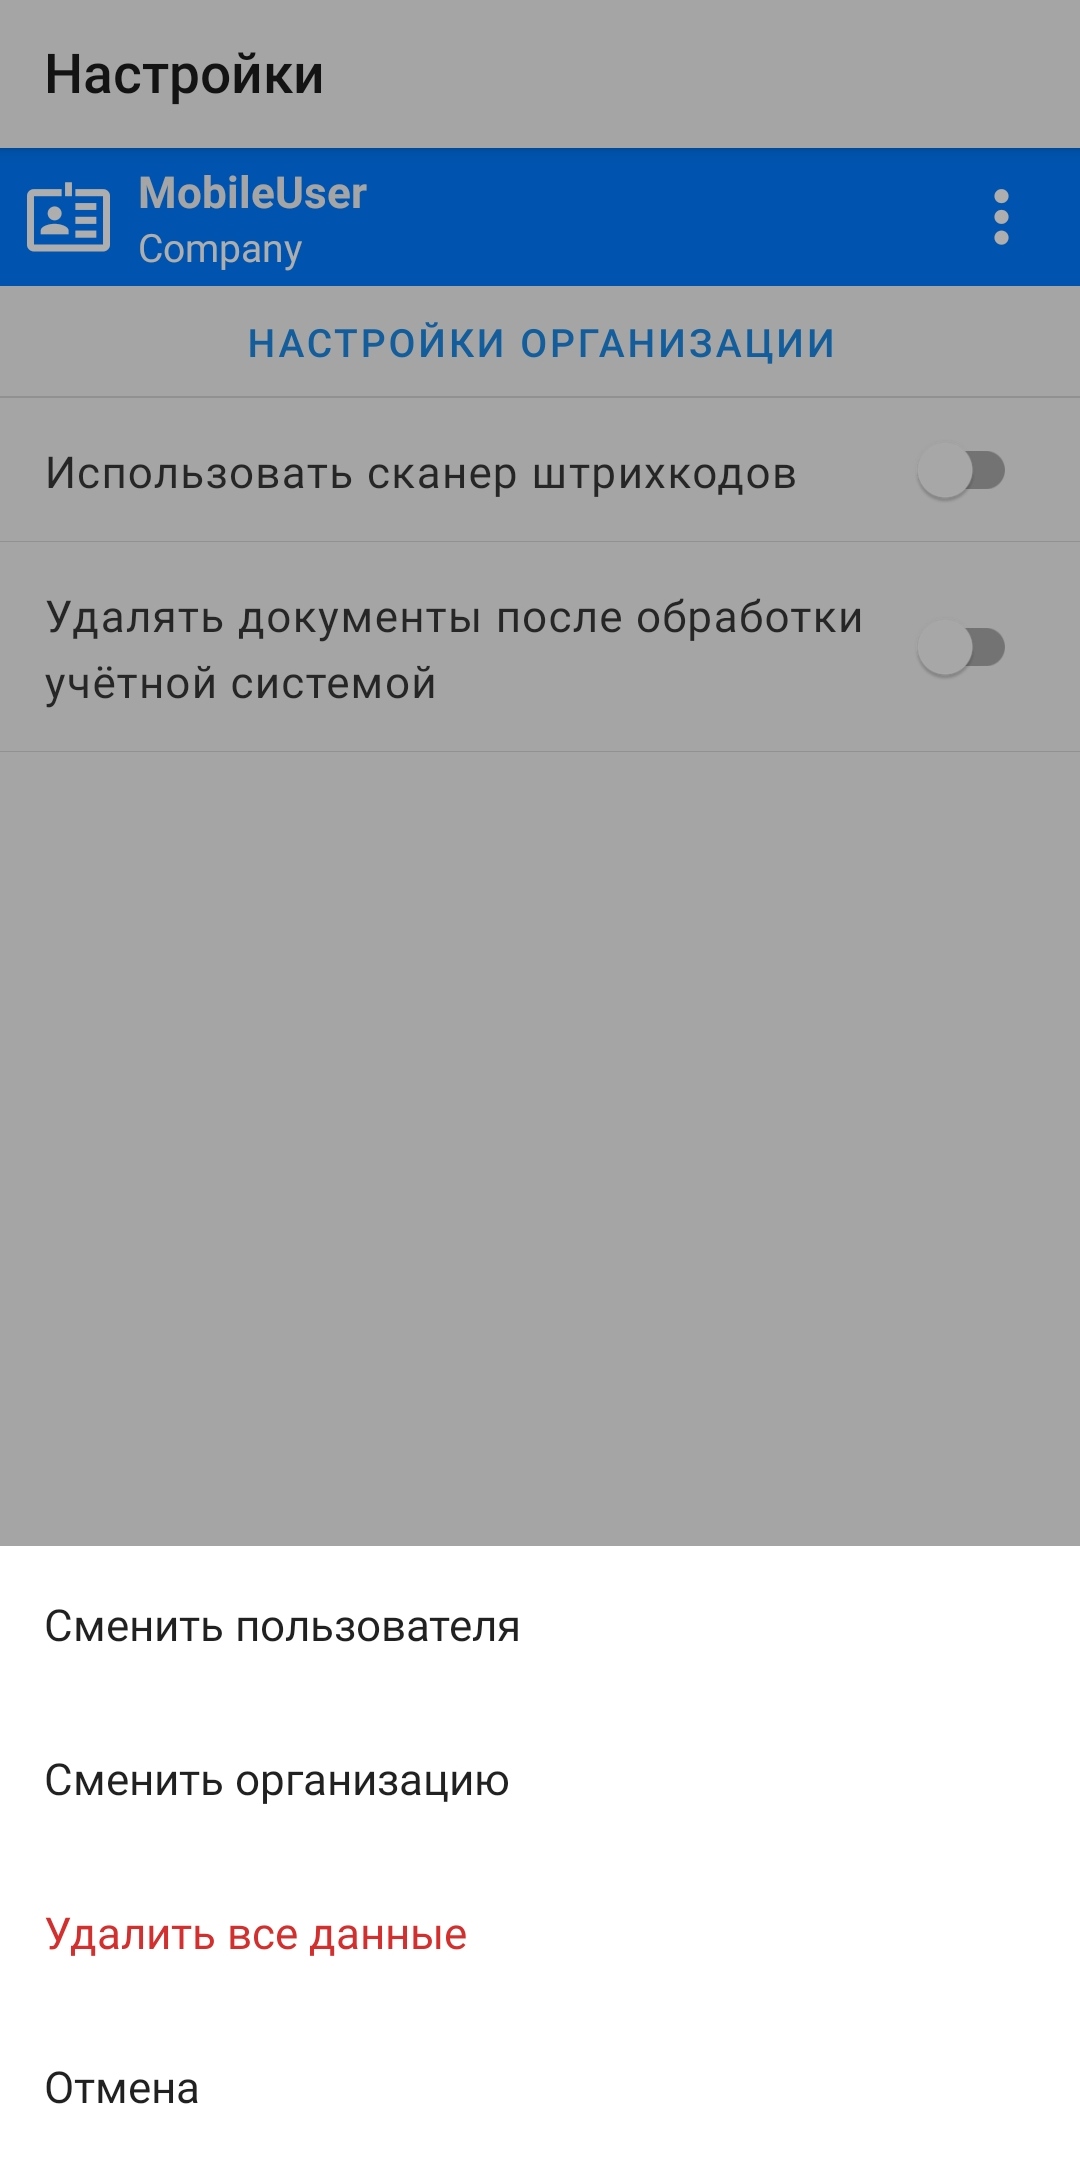 Настройки
MobileUser
Company
НАСТРОЙКИ ОРГАНИЗАЦИИ
Использовать сканер штрихкодов
Удалять документы после обработки
учётной системой
Сменить пользователя
Сменить организацию
Удалить все данные
Отмена